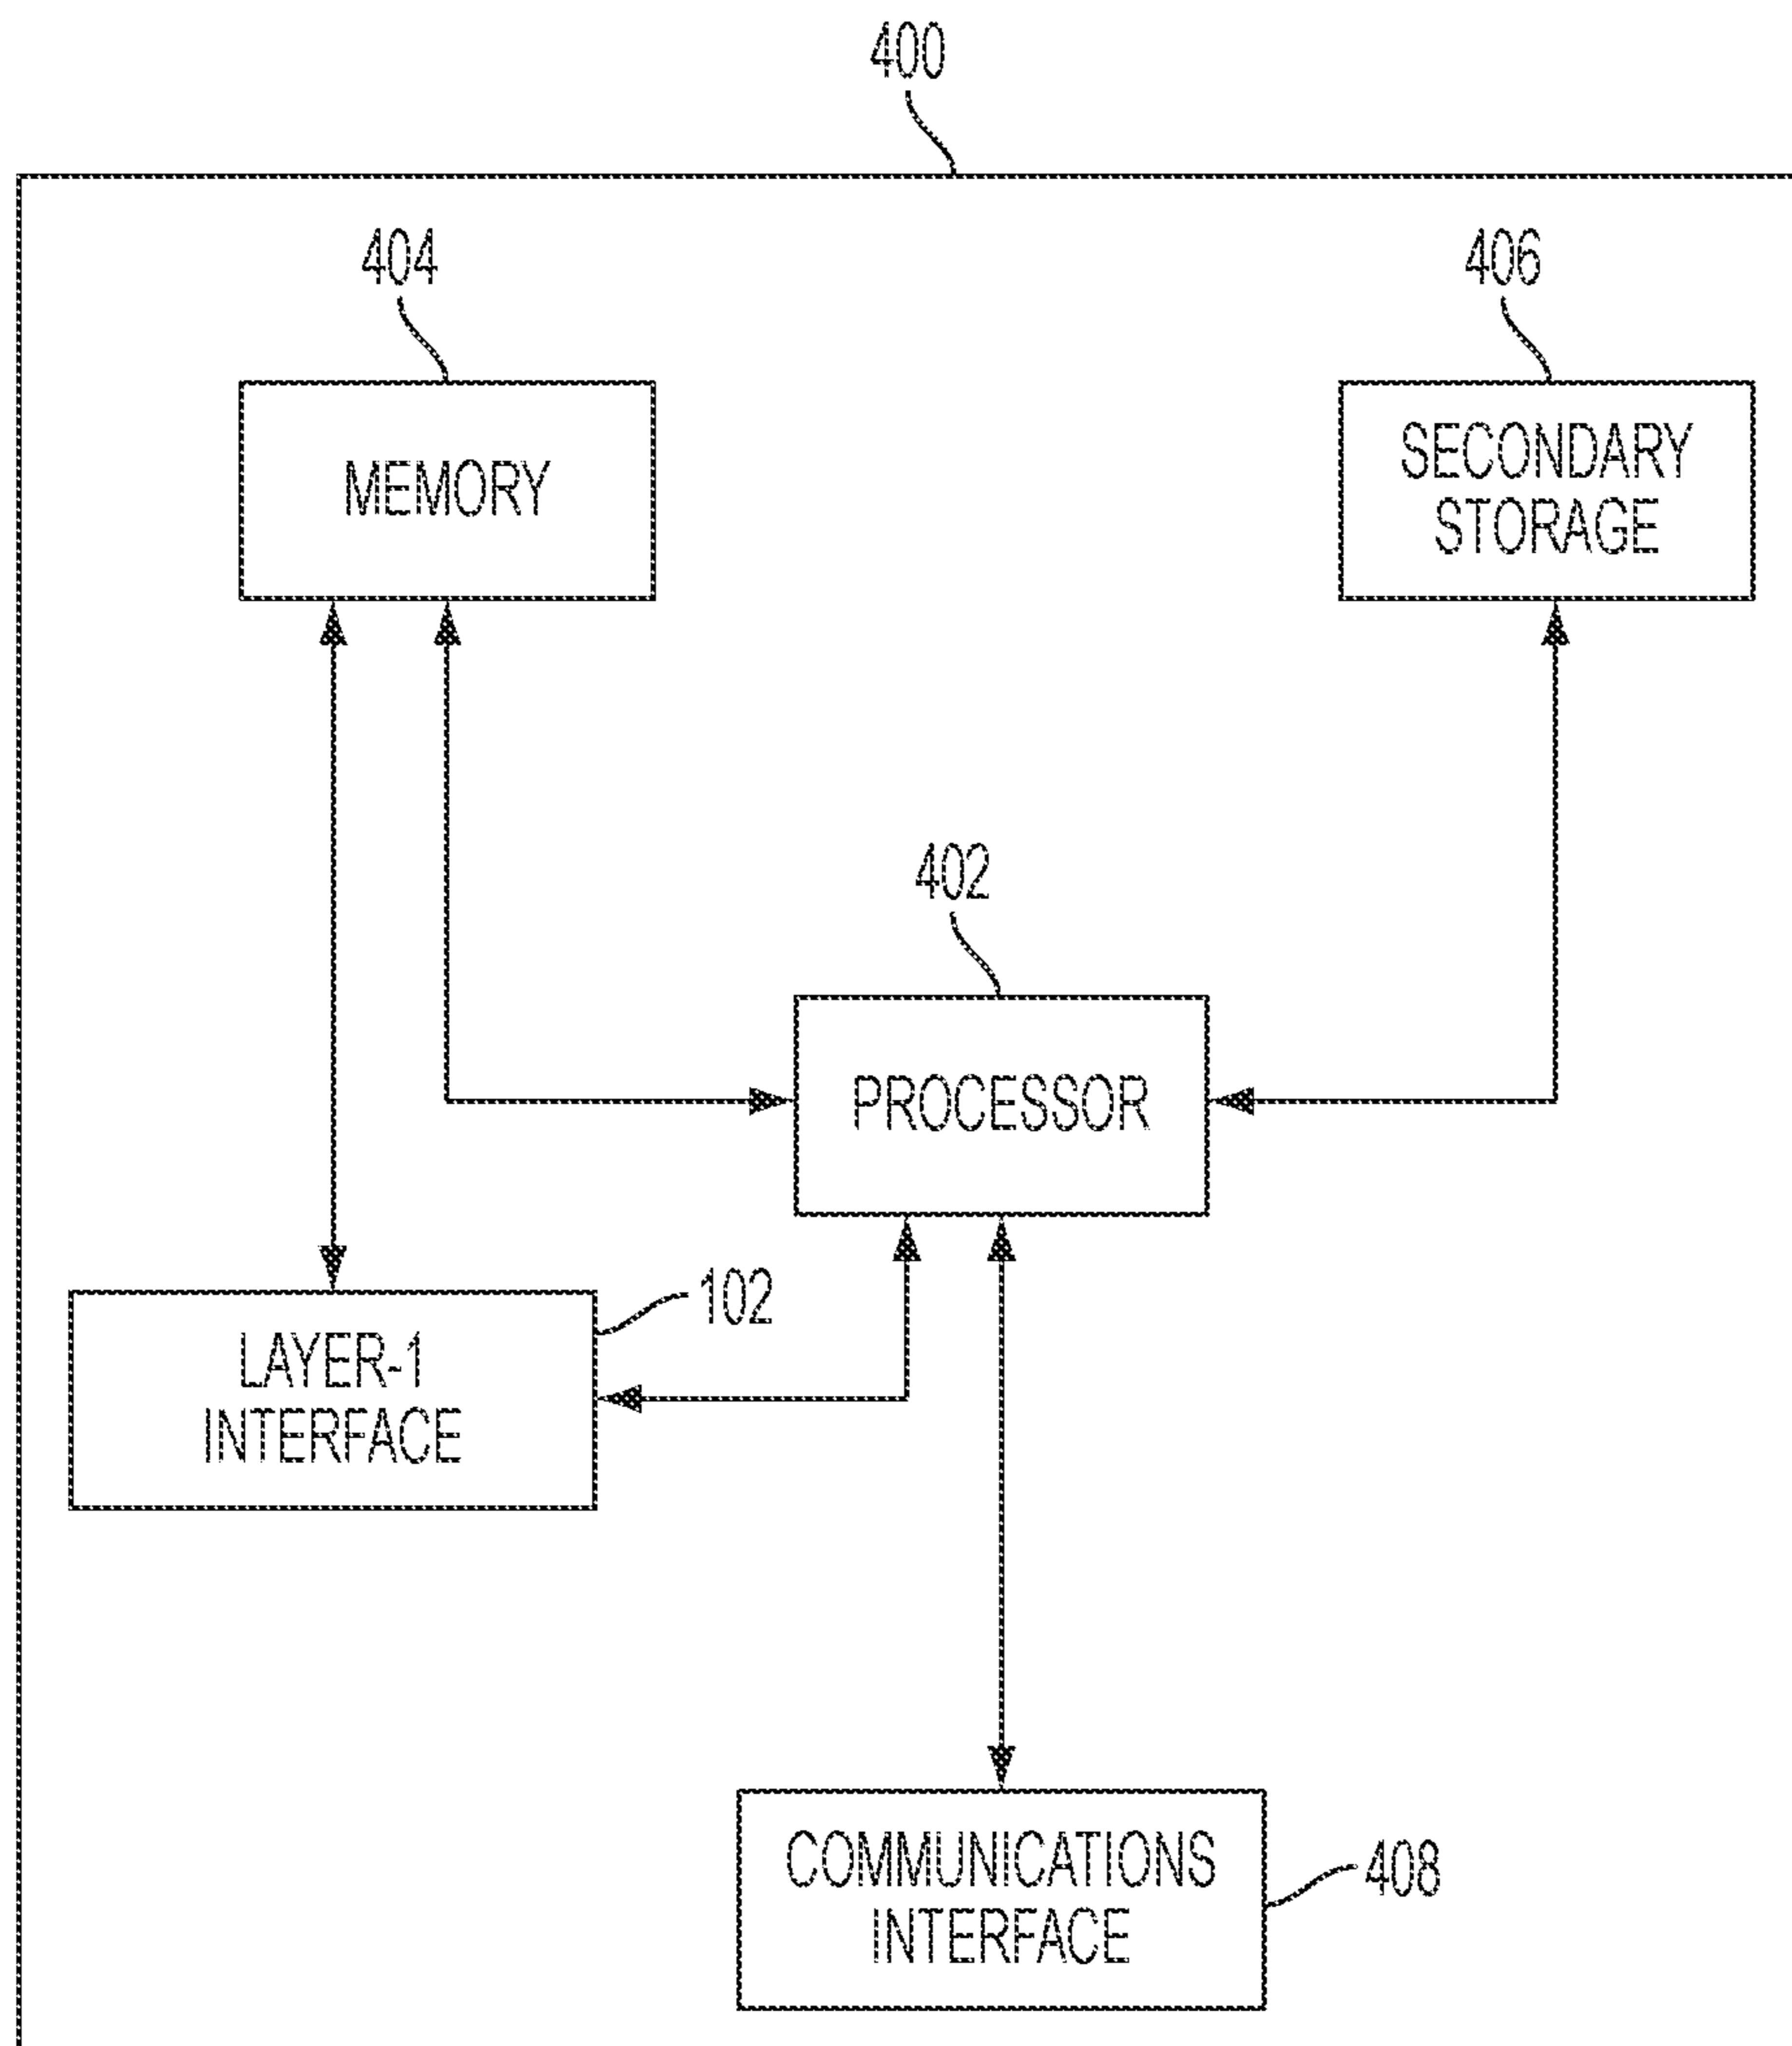 400
404
406
MEMORY
SECONDARY
STORAGE
402
PROCESSOR
102
LAYER-1
INTERFACE
COMMUNICATIONS
INTERFACE
408